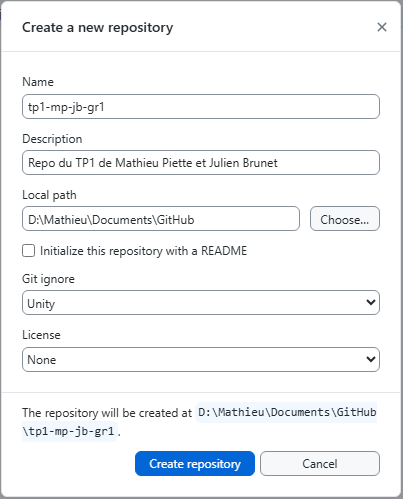 Create a new repository
Name
tp1-mp-jb-gr1
Description
Repo du TP1 de Mathieu Piette et Julien Brunet
Local path
D:\Mathieu\Documents\GitHub
Choose...
Initialize this repository with a README
Git ignore
Unity
License
None
The repository will be created at D:\Mathieu\Documents\GitHub
\tp1-mp-jb-gr1.
Create repository
Cancel